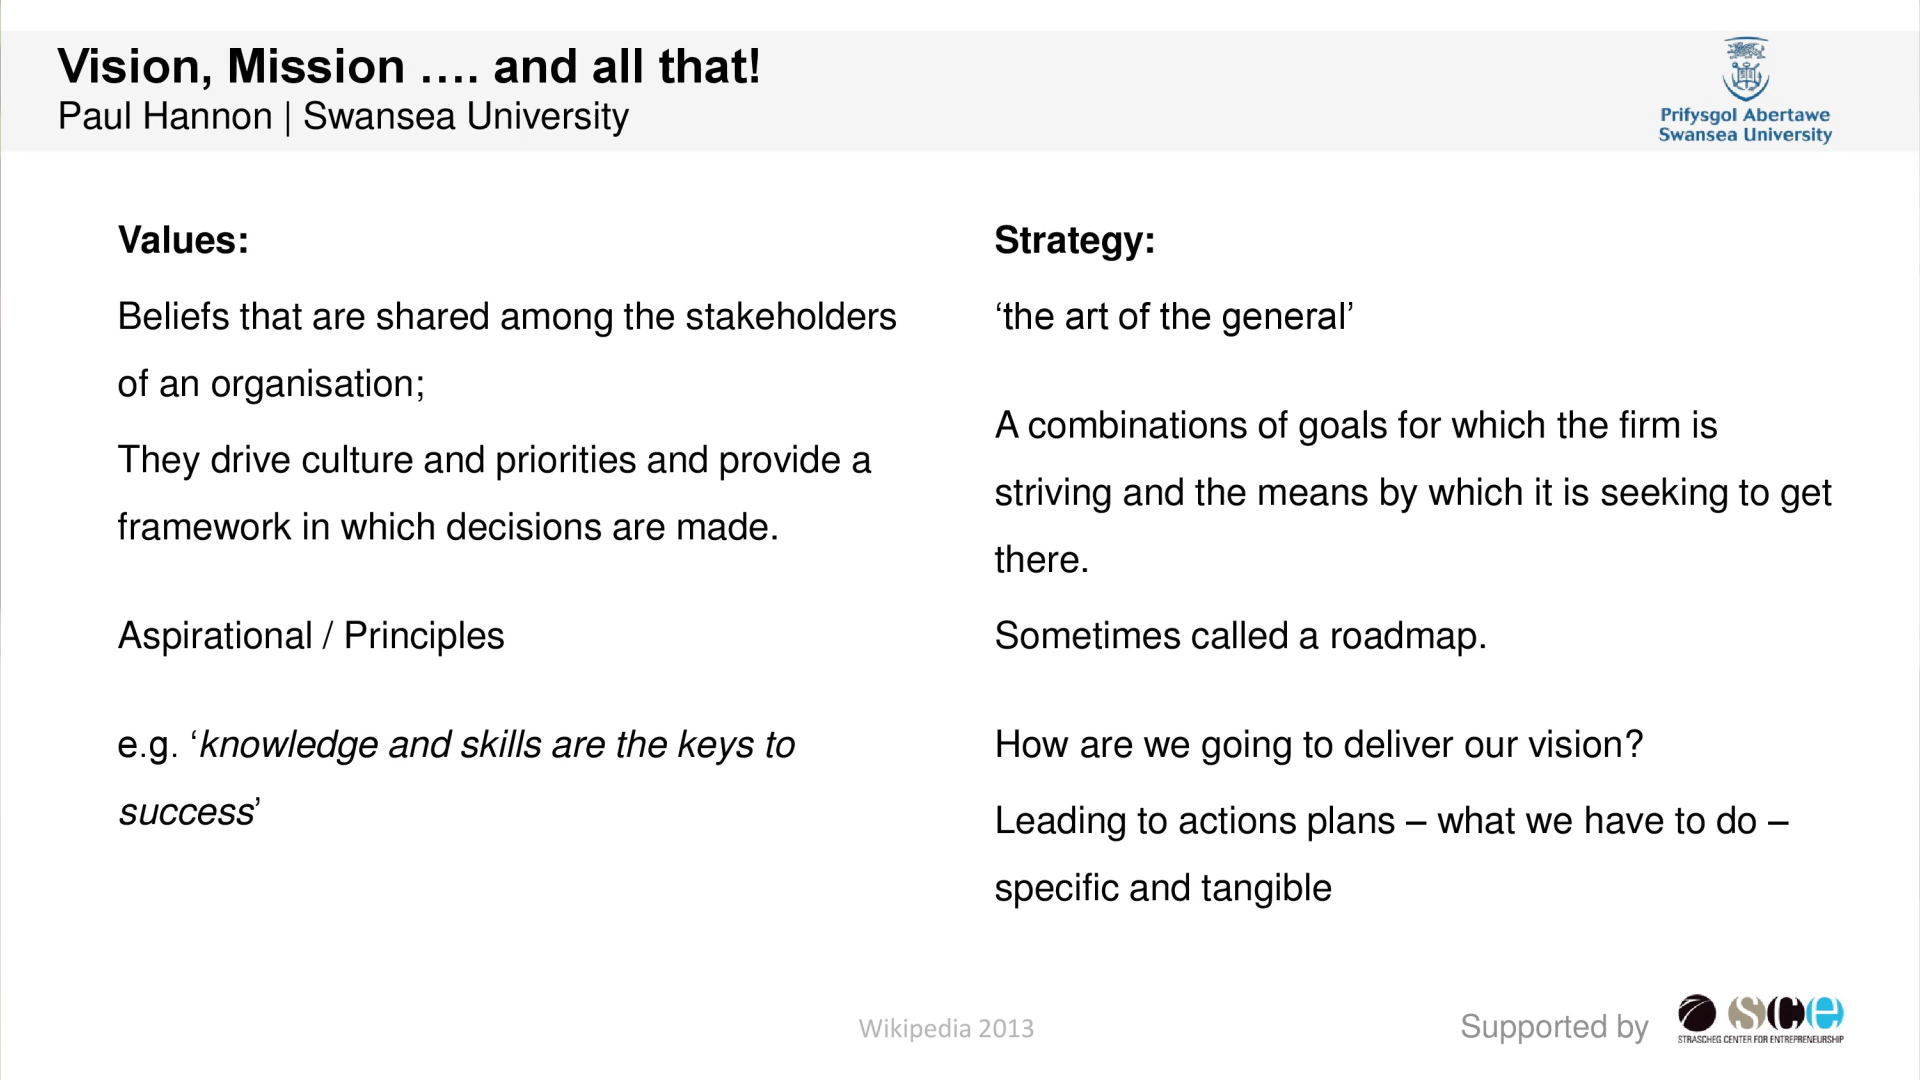 Vision, Mission .... and all that!
Paul Hannon | Swansea University
Prifysgol Abertawe
Swansea University
Values:
Beliefs that are shared among the stakeholders
of an organisation;
They drive culture and priorities and provide a
framework in which decisions are made.
Aspirational / Principles
e.g. ‘knowledge and skills are the keys to
success’
Strategy:
‘the art of the general’
A combinations of goals for which the firm is
striving and the means by which it is seeking to get
there.
Sometimes called a roadmap.
How are we going to deliver our vision?
Leading to actions plans – what we have to do –
specific and tangible
Wikipedia 2013
Supported by
sce
STRASCHEG CENTER FOR ENTREPRENEURSHIP